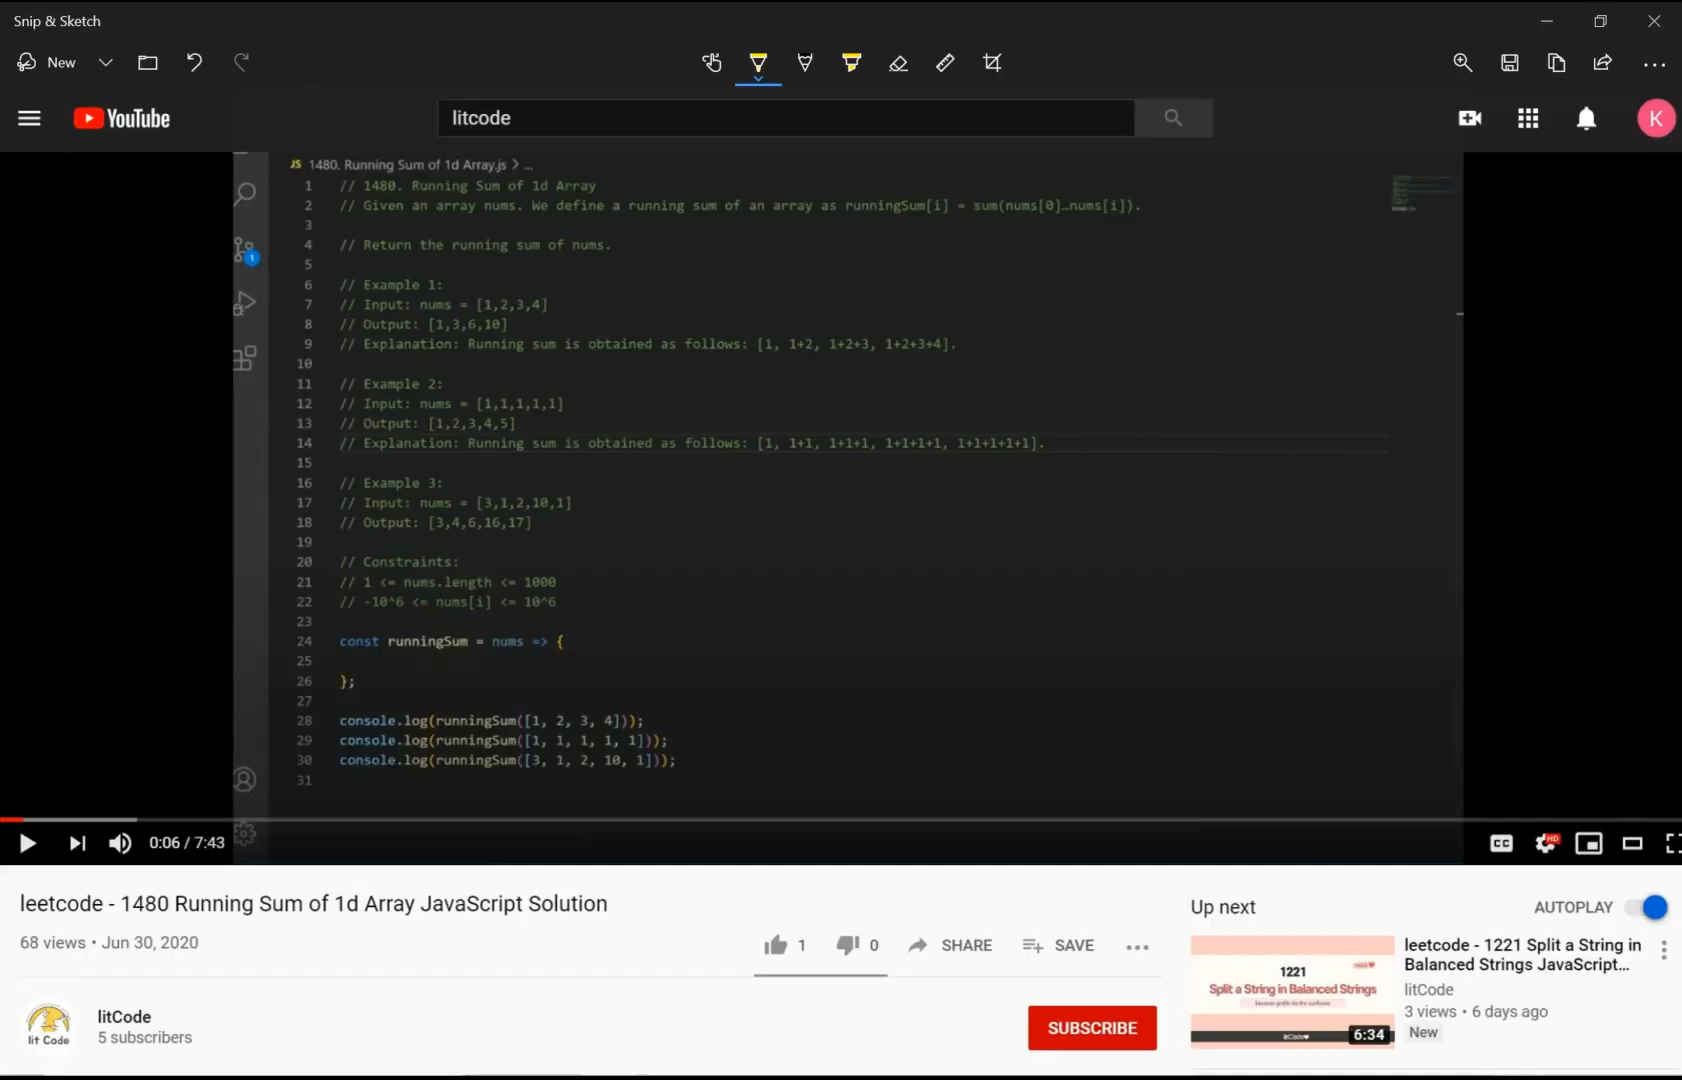 Snip & Sketch
New
YouTube
litcode
K
JS 1480. Running Sum of 1d Array.js > ...
1 // 1480. Running Sum of 1d Array
2 // Given an array nums. We define a running sum of an array as runningSum[i] = sum(nums[0]…nums[i]).
3
4 // Return the running sum of nums.
5
6 // Example 1:
7 // Input: nums = [1,2,3,4]
8 // Output: [1,3,6,10]
9 // Explanation: Running sum is obtained as follows: [1, 1+2, 1+2+3, 1+2+3+4].
10
11 // Example 2:
12 // Input: nums = [1,1,1,1,1]
13 // Output: [1,2,3,4,5]
14 // Explanation: Running sum is obtained as follows: [1, 1+1, 1+1+1, 1+1+1+1, 1+1+1+1+1].
15
16 // Example 3:
17 // Input: nums = [3,1,2,10,1]
18 // Output: [3,4,6,16,17]
19
20 // Constraints:
21 // 1 <= nums.length <= 1000
22 // -10^6 <= nums[i] <= 10^6
23
24 const runningSum = nums => {
25
26 };
27
28 console.log(runningSum([1, 2, 3, 4]));
29 console.log(runningSum([1, 1, 1, 1, 1]));
30 console.log(runningSum([3, 1, 2, 10, 1]));
31
1
0:06 / 7:43
CC
HD
leetcode - 1480 Running Sum of 1d Array JavaScript Solution
68 views • Jun 30, 2020
1 0 SHARE SAVE
lit Code
litCode
5 subscribers
SUBSCRIBE
Up next
AUTOPLAY
1221
Split a String in Balanced Strings
litCode
6:34
leetcode - 1221 Split a String in
Balanced Strings JavaScript...
litCode
3 views • 6 days ago
New